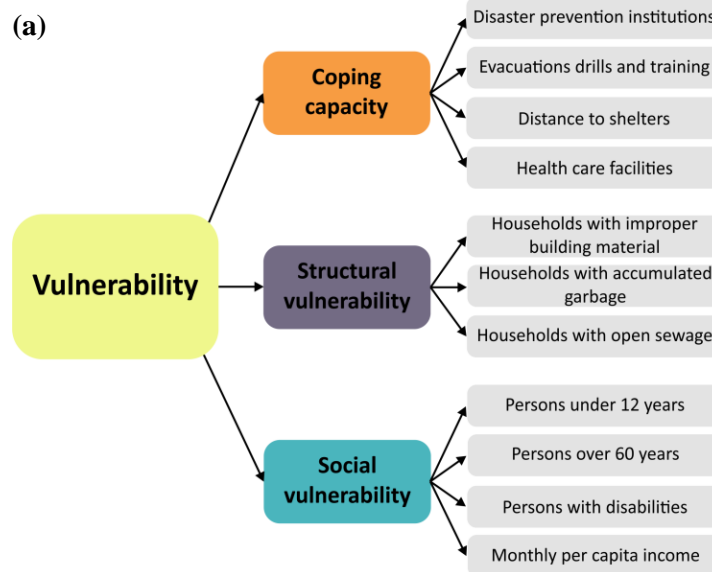 (a)
Vulnerability
Coping
capacity
Disaster prevention institutions
Evacuations drills and training
Distance to shelters
Health care facilities
Structural
vulnerability
Households with improper
building material
Households with accumulated
garbage
Households with open sewage
Social
vulnerability
Persons under 12 years
Persons over 60 years
Persons with disabilities
Monthly per capita income